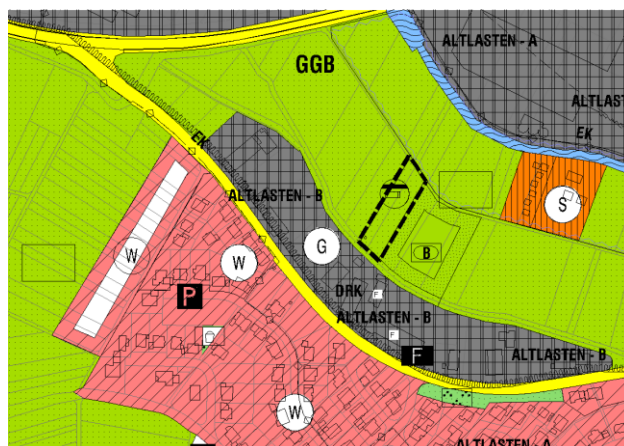 ALTLASTEN - A
GGB
ALTLAST
EK
EK
ALTLASTEN - B
S
W
W
G
B
P
DRK
F
ALTLASTEN - B
F
F
ALTLASTEN - B
W
ALTLASTEN - A